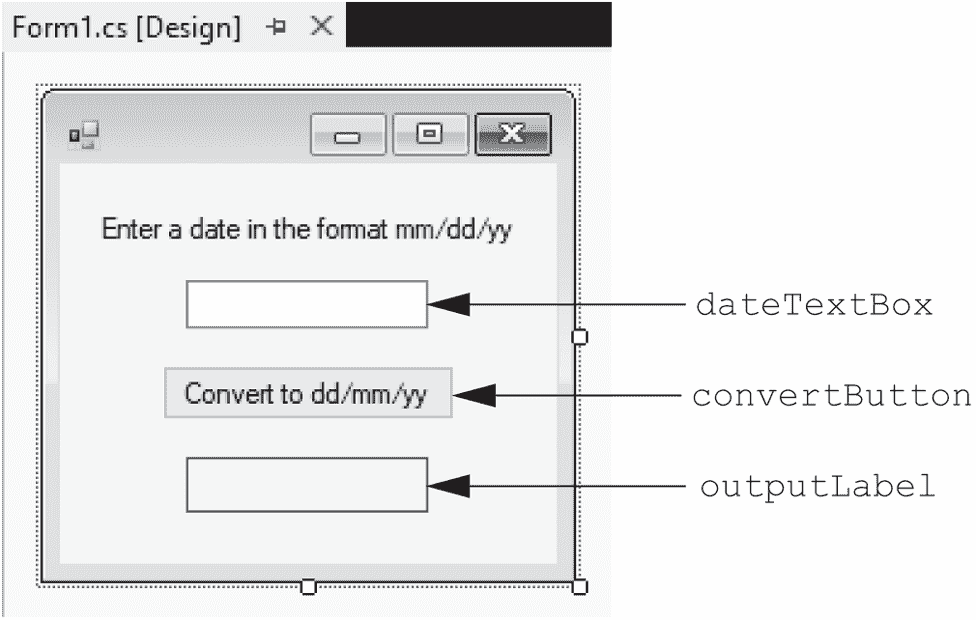 Form1.cs [Design]
Enter a date in the format mm/dd/yy
dateTextBox
Convert to dd/mm/yy
convertButton
outputLabel